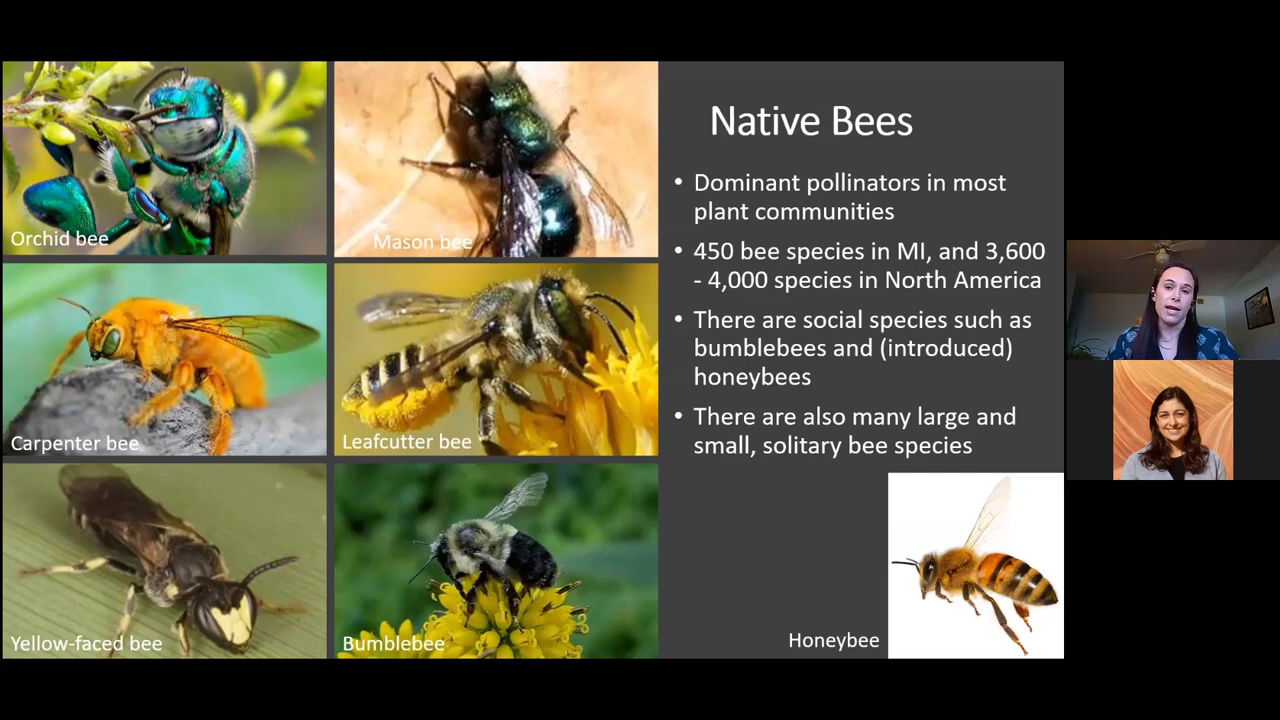 Orchid bee
Mason bee
Carpenter bee
Leafcutter bee
Yellow-faced bee
Bumblebee
Native Bees
• Dominant pollinators in most
plant communities
• 450 bee species in MI, and 3,600
- 4,000 species in North America
• There are social species such as
bumblebees and (introduced)
honeybees
• There are also many large and
small, solitary bee species
Honeybee